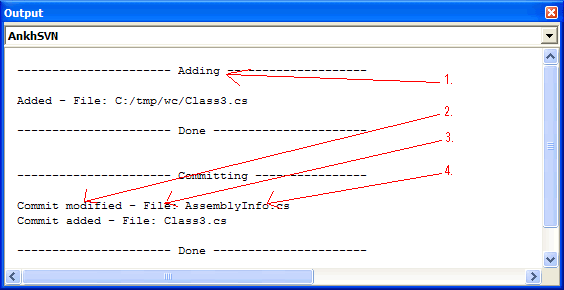 Output
AnkhSVN
---------------------- Adding --------------------
1.
Added - File: C:/tmp/wc/Class3.cs
2.
---------------------- Done ----------------------
3.
---------------------- Committing ----------------
4.
Commit modified - File: AssemblyInfo.cs
Commit added - File: Class3.cs
---------------------- Done ----------------------